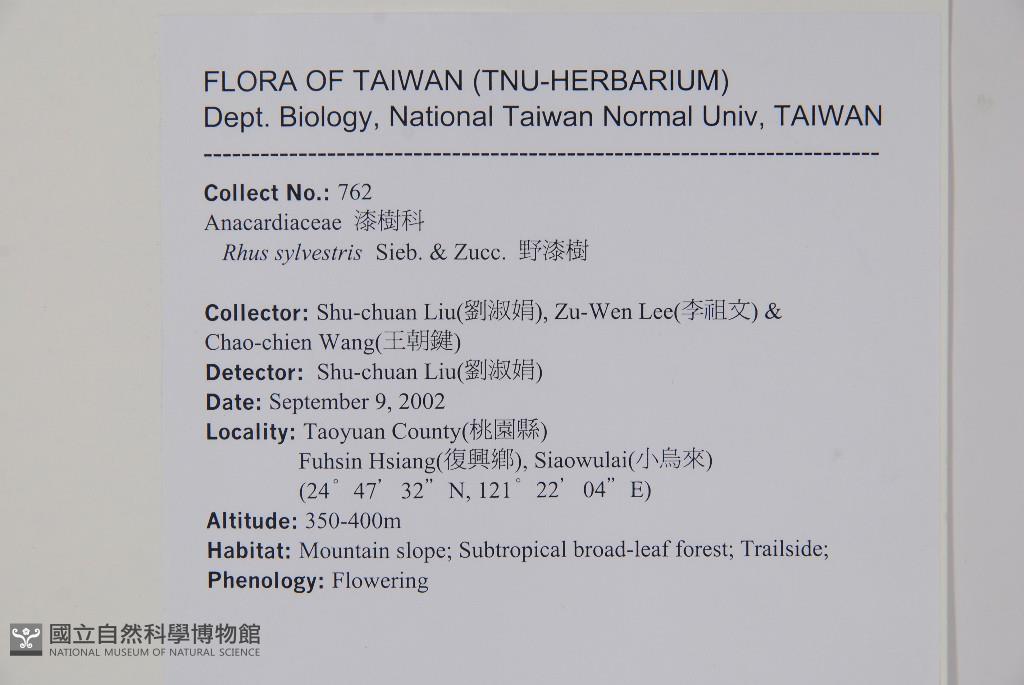 FLORA OF TAIWAN (TNU-HERBARIUM)
Dept. Biology, National Taiwan Normal Univ, TAIWAN
--------------------------------------------------------------------------
Collect No.: 762
Anacardiaceae 漆樹科
Rhus sylvestris Sieb. & Zucc. 野漆樹
Collector: Shu-chuan Liu(劉淑娟), Zu-Wen Lee(李祖文) &
Chao-chien Wang(王朝鍵)
Detector: Shu-chuan Liu(劉淑娟)
Date: September 9, 2002
Locality: Taoyuan County(桃園縣)
Fuhsin Hsiang(復興鄉), Siaowulai(小烏來)
(24° 47’ 32” N, 121° 22’ 04” E)
Altitude: 350-400m
Habitat: Mountain slope; Subtropical broad-leaf forest; Trailside;
Phenology: Flowering
國立自然科學博物館
NATIONAL MUSEUM OF NATURAL SCIENCE